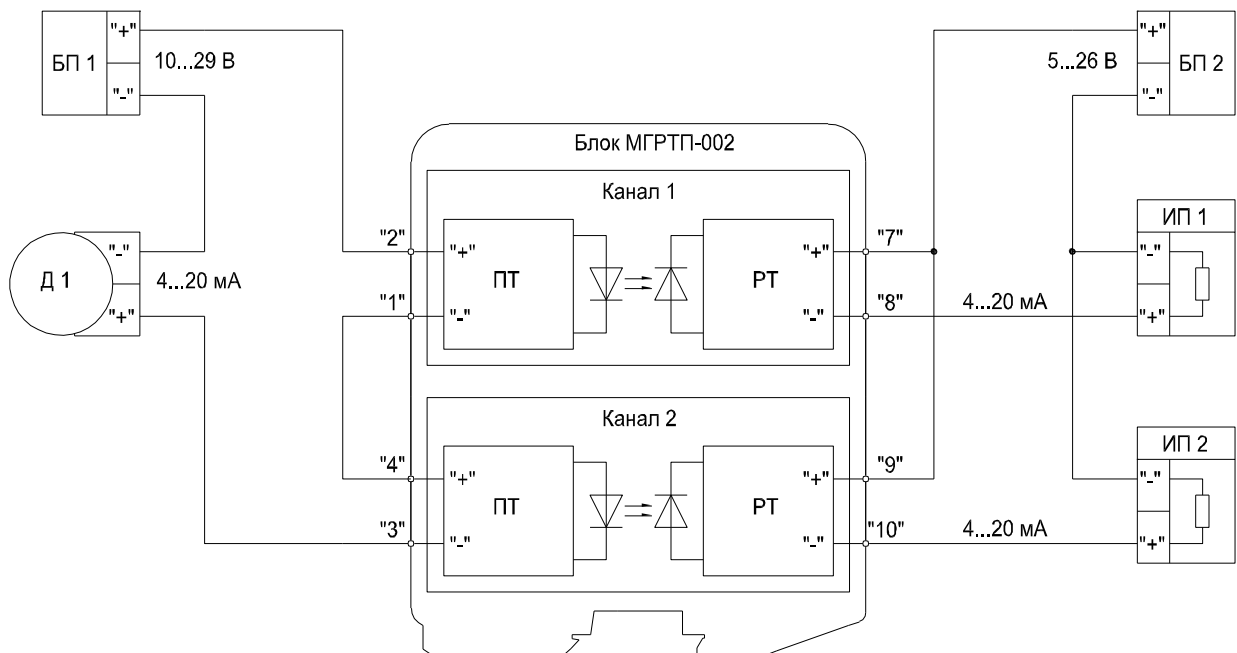 БП 1
"+"
"-"
10...29 В
5...26 В
"+"
"-"
БП 2
Блок МГРТП-002
Канал 1
Д 1
"-"
"+"
4...20 мА
"2"
"1"
"+"
"-"
ПТ
РТ
"+"
"-"
"7"
"8"
4...20 мА
ИП 1
"-"
"+"
Канал 2
"4"
"3"
"+"
"-"
ПТ
РТ
"+"
"-"
"9"
"10"
4...20 мА
ИП 2
"-"
"+"